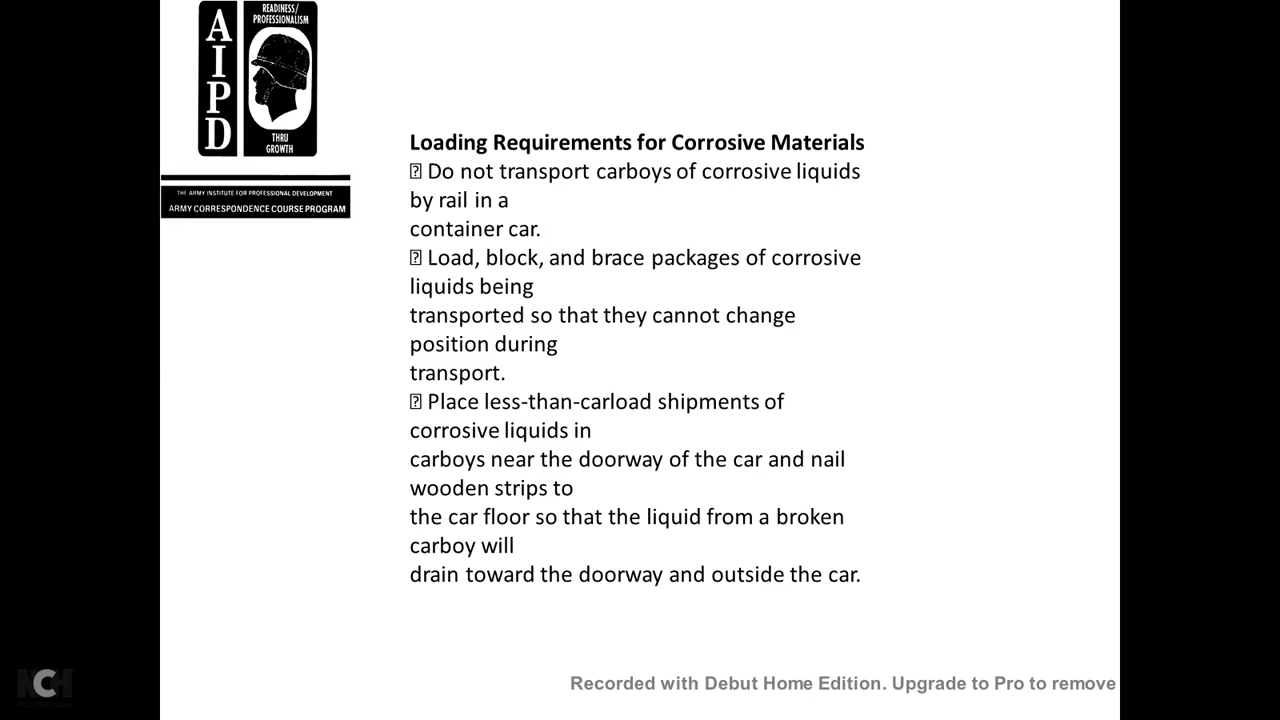 A
I
P
D
READINESS/
PROFESSIONALISM
THRU
GROWTH
THE ARMY INSTITUTE FOR PROFESSIONAL DEVELOPMENT
ARMY CORRESPONDENCE COURSE PROGRAM
Loading Requirements for Corrosive Materials
⍰ Do not transport carboys of corrosive liquids
by rail in a
container car.
⍰ Load, block, and brace packages of corrosive
liquids being
transported so that they cannot change
position during
transport.
⍰ Place less-than-carload shipments of
corrosive liquids in
carboys near the doorway of the car and nail
wooden strips to
the car floor so that the liquid from a broken
carboy will
drain toward the doorway and outside the car.
NCH
Recorded with Debut Home Edition. Upgrade to Pro to remove